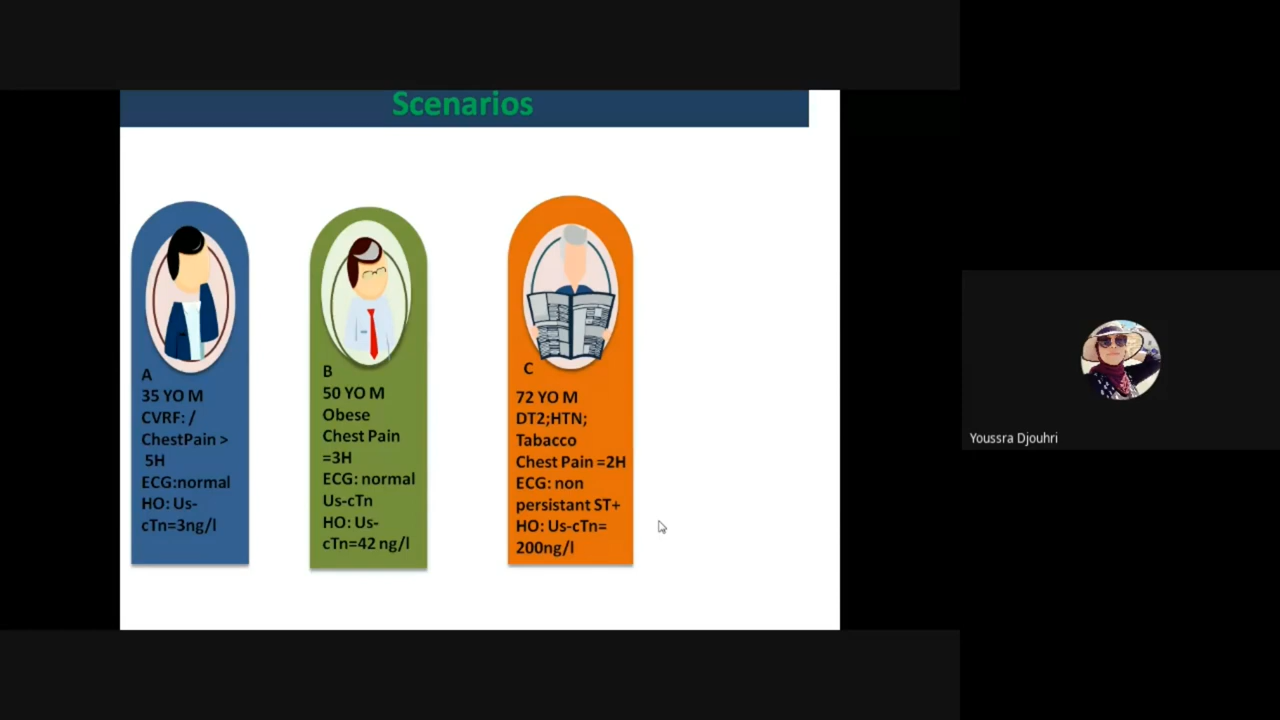 Scenarios
A
35 YO M
CVRF: /
ChestPain >
5H
ECG:normal
HO: Us-
cTn=3ng/l
B
50 YO M
Obese
Chest Pain
=3H
ECG: normal
Us-cTn
HO: Us-
cTn=42 ng/l
C
72 YO M
DT2;HTN;
Tabacco
Chest Pain =2H
ECG: non
persistant ST+
HO: Us-cTn=
200ng/l
Youssra Djouhri